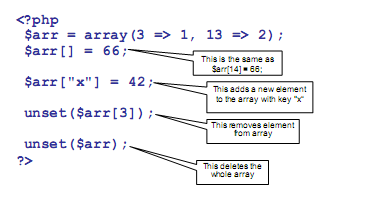 <?php
$arr = array(3 => 1, 13 => 2);
$arr[] = 66;
This is the same as
$arr[14] = 66;
$arr["x"] = 42;
This adds a new element
to the array with key "x"
unset($arr[3]);
This removes element
from array
unset($arr);
This deletes the
whole array
?>